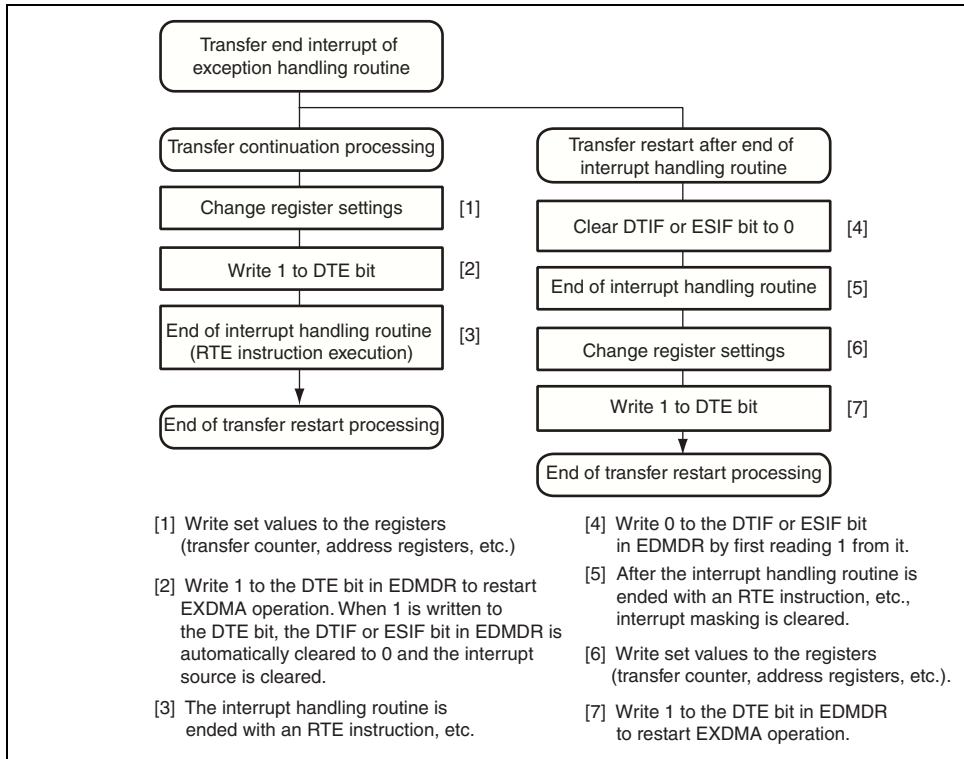 Transfer end interrupt of
exception handling routine
Transfer continuation processing
Change register settings [1]
Write 1 to DTE bit [2]
End of interrupt handling routine
(RTE instruction execution) [3]
End of transfer restart processing
Transfer restart after end of
interrupt handling routine
Clear DTIF or ESIF bit to 0 [4]
End of interrupt handling routine [5]
Change register settings [6]
Write 1 to DTE bit [7]
End of transfer restart processing
[1] Write set values to the registers
(transfer counter, address registers, etc.)
[2] Write 1 to the DTE bit in EDMDR to restart
EXDMA operation. When 1 is written to
the DTE bit, the DTIF or ESIF bit in EDMDR is
automatically cleared to 0 and the interrupt
source is cleared.
[3] The interrupt handling routine is
ended with an RTE instruction, etc.
[4] Write 0 to the DTIF or ESIF bit
in EDMDR by first reading 1 from it.
[5] After the interrupt handling routine is
ended with an RTE instruction, etc.,
interrupt masking is cleared.
[6] Write set values to the registers
(transfer counter, address registers, etc.).
[7] Write 1 to the DTE bit in EDMDR
to restart EXDMA operation.